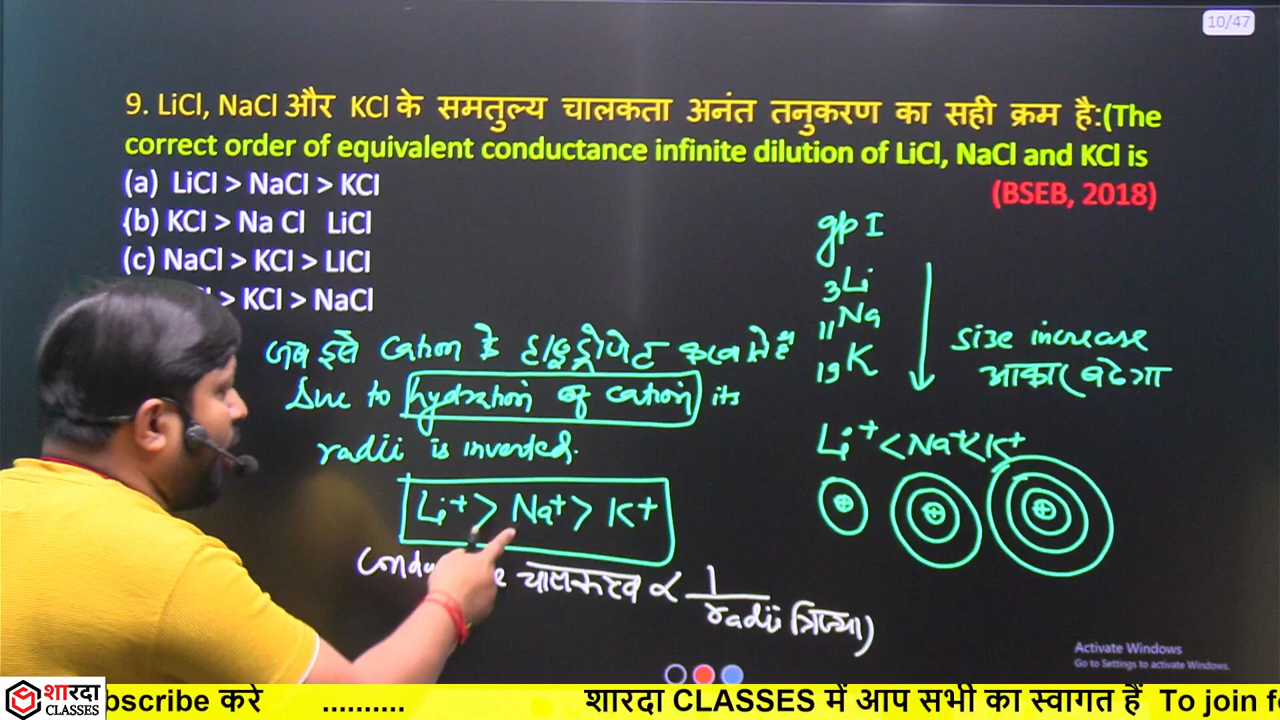 10/47
9. LiCl, NaCl और KCl के समतुल्य चालकता अनंत तनुकरण का सही क्रम है:(The
correct order of equivalent conductance infinite dilution of LiCl, NaCl and KCl is
(a) LiCl > NaCl > KCl
(BSEB, 2018)
(b) KCl > Na Cl LiCl
(c) NaCl > KCl > LICl
> KCl > NaCl
gp I
3Li
11Na
19K
size increase
आकार बढेगा
जब इसे Cation के हाइड्रोजेट
Due to hydration of cation its
radii is inverted.
Li+ < Na+ < K+
Li+ > Na+ > K+
चालकत्व ∝ 1
radii त्रिज्या)
Activate Windows
Go to Settings to activate Windows.
शारदा
CLASSES
bscribe करे .......... शारदा CLASSES में आप सभी का स्वागत हैं To join f